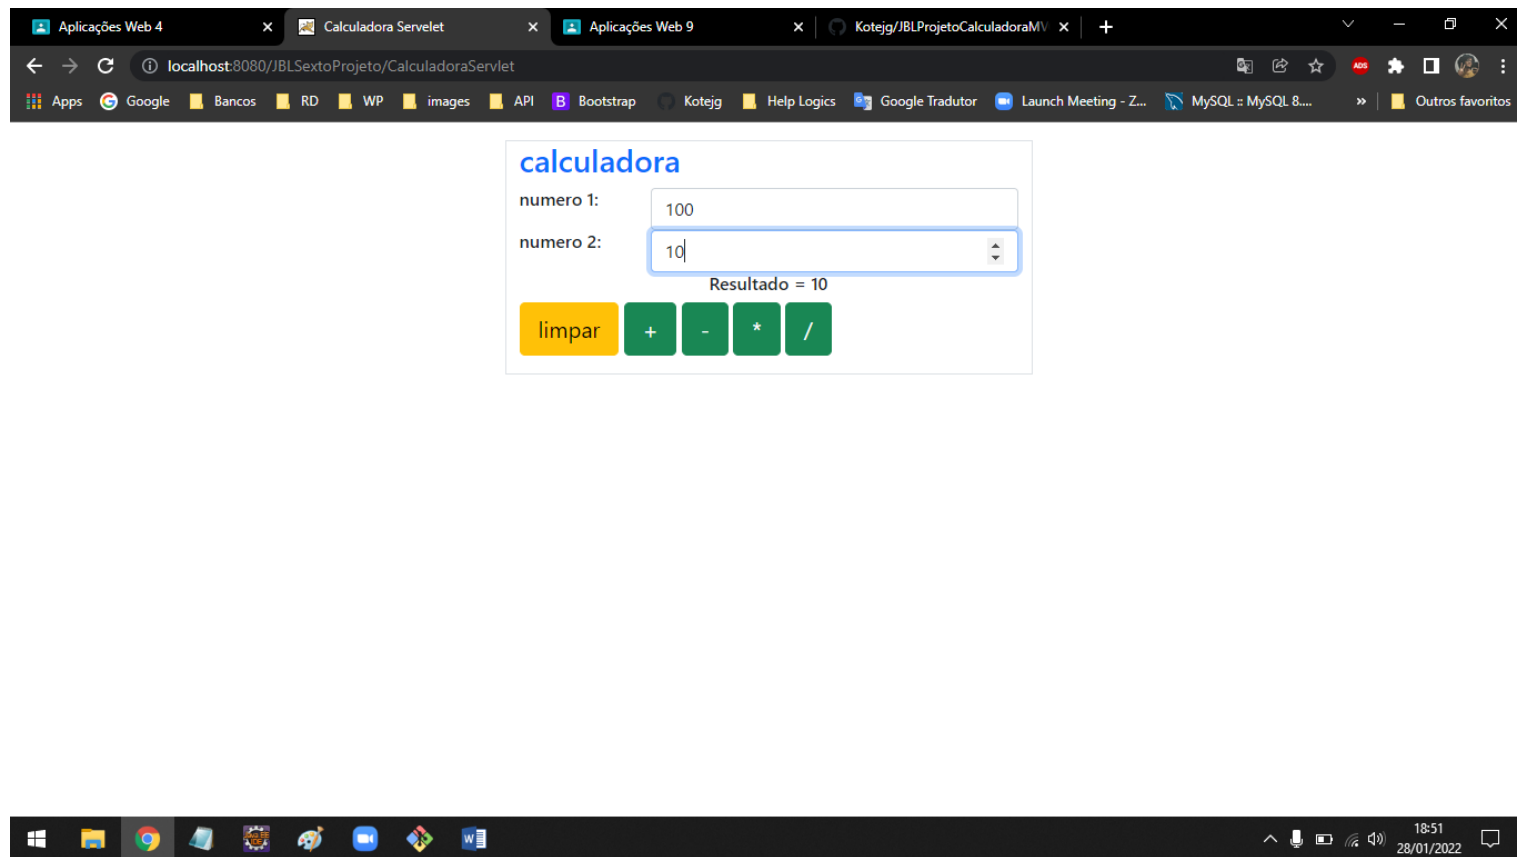 Aplicações Web 4
Calculadora Servelet
Aplicações Web 9
Kotejg/JBLProjetoCalculadoraMV
localhost:8080/JBLSextoProjeto/CalculadoraServlet
ADS
Apps Google Bancos RD WP images API B Bootstrap Kotejg Help Logics Google Tradutor Launch Meeting - Z... MySQL :: MySQL 8.... » Outros favoritos
calculadora
numero 1: 100
numero 2: 10
Resultado = 10
limpar + - * /
18:51
28/01/2022